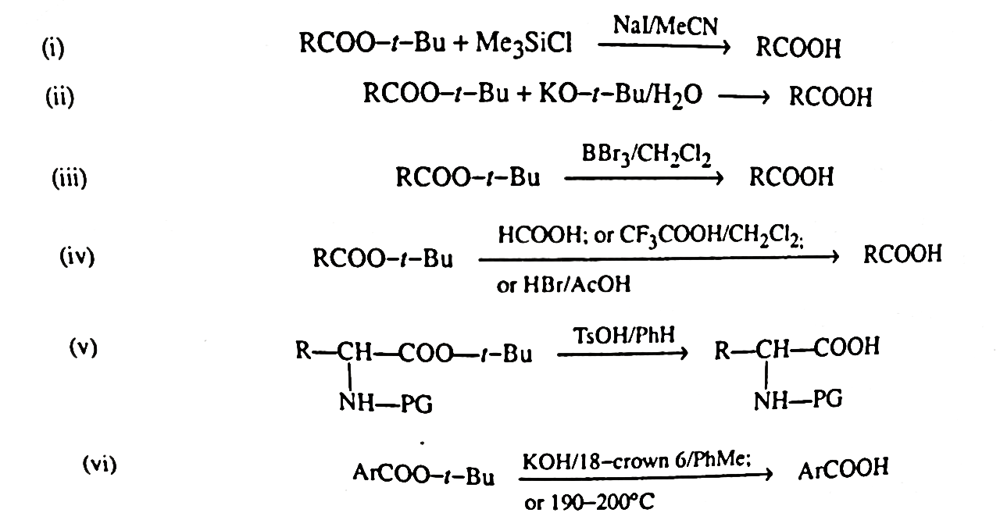 (i) RCOO–t–Bu + Me₃SiCl NaI/MeCN → RCOOH
(ii) RCOO–t–Bu + KO–t–Bu/H₂O → RCOOH
(iii) RCOO–t–Bu BBr₃/CH₂Cl₂ → RCOOH
(iv) RCOO–t–Bu HCOOH; or CF₃COOH/CH₂Cl₂; → RCOOH
or HBr/AcOH
(v) R—CH—COO—t–Bu TsOH/PhH → R—CH—COOH
NH—PG NH—PG
(vi) ArCOO–t–Bu KOH/18–crown 6/PhMe; → ArCOOH
or 190–200°C